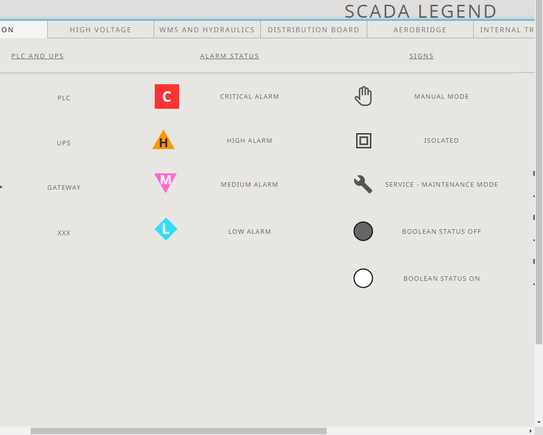 SCADA LEGEND
ON HIGH VOLTAGE WMS AND HYDRAULICS DISTRIBUTION BOARD AEROBRIDGE INTERNAL TR
PLC AND UPS ALARM STATUS SIGNS
PLC C CRITICAL ALARM MANUAL MODE
UPS H HIGH ALARM ISOLATED
GATEWAY M MEDIUM ALARM SERVICE - MAINTENANCE MODE
XXX L LOW ALARM BOOLEAN STATUS OFF
BOOLEAN STATUS ON